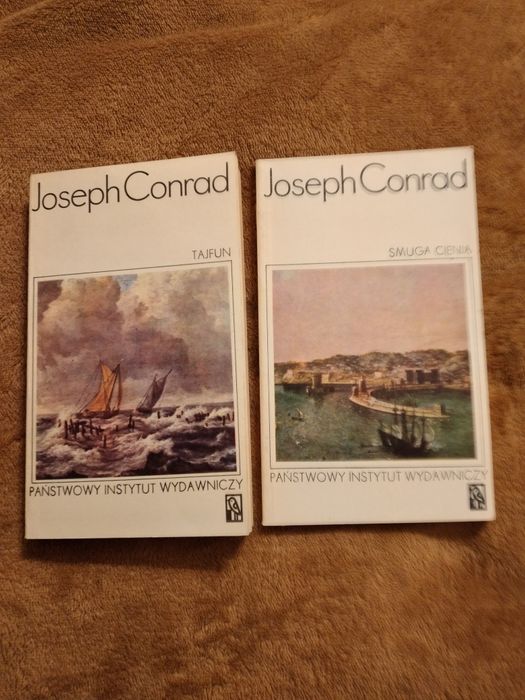 Joseph Conrad
TAJFUN
PAŃSTWOWY INSTYTUT WYDAWNICZY
Joseph Conrad
SMUGA CIENIA
PAŃSTWOWY INSTYTUT WYDAWNICZY